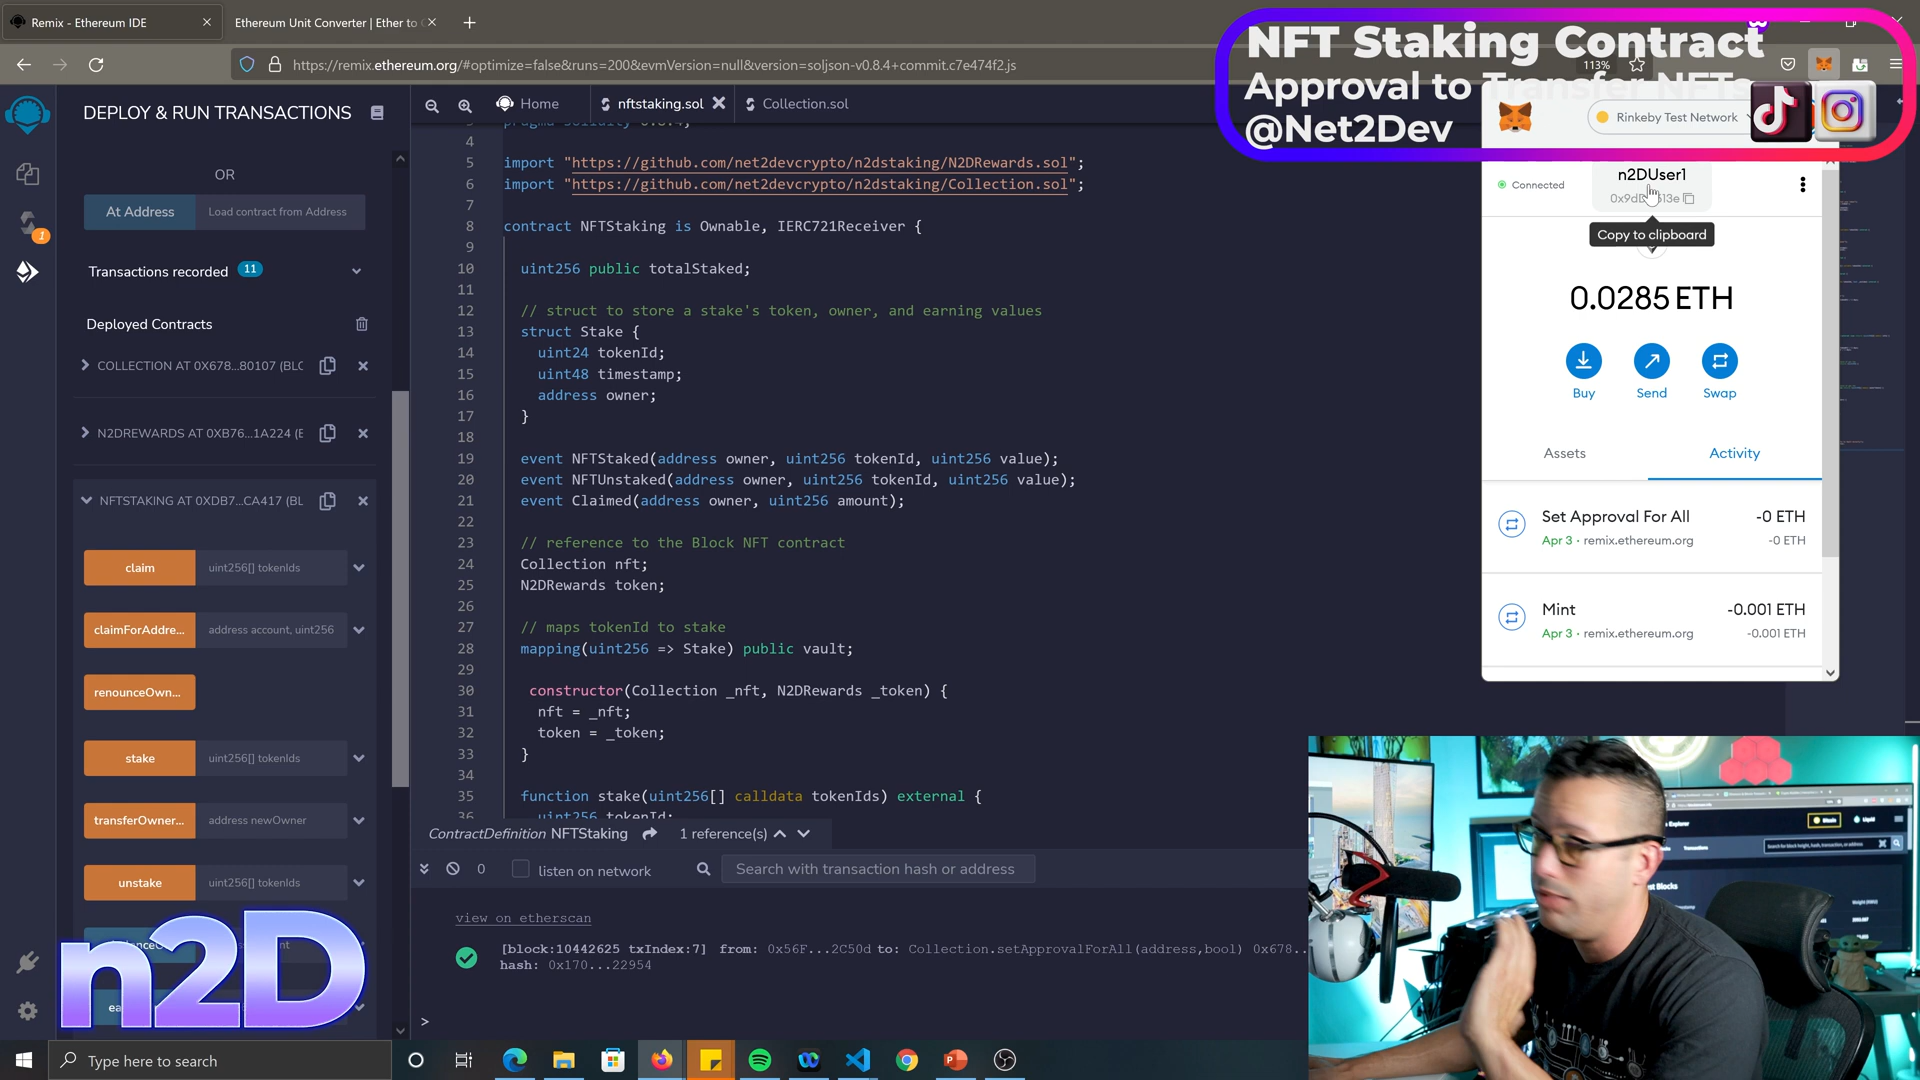 Remix - Ethereum IDE
Ethereum Unit Converter | Ether to
https://remix.ethereum.org/#optimize=false&runs=200&evmVersion=null&version=soljson-v0.8.4+commit.c7e474f2.js
113%
NFT Staking Contract
Approval to Transfer NFTs
@Net2Dev
DEPLOY & RUN TRANSACTIONS
OR
At Address
Load contract from Address
Transactions recorded 11
Deployed Contracts
COLLECTION AT 0X678...80107 (BLO
N2DREWARDS AT 0XB76...1A224 (E
NFTSTAKING AT 0XDB7...CA417 (BL
claim uint256[] tokenIds
claimForAddre... address account, uint256
renounceOwn...
stake uint256[] tokenIds
transferOwner... address newOwner
unstake uint256[] tokenIds
n2D
1
Home
nftstaking.sol
Collection.sol
3 pragma solidity 0.8.4;
4
5 import "https://github.com/net2devcrypto/n2dstaking/N2DRewards.sol";
6 import "https://github.com/net2devcrypto/n2dstaking/Collection.sol";
7
8 contract NFTStaking is Ownable, IERC721Receiver {
9
10 uint256 public totalStaked;
11
12 // struct to store a stake's token, owner, and earning values
13 struct Stake {
14 uint24 tokenId;
15 uint48 timestamp;
16 address owner;
17 }
18
19 event NFTStaked(address owner, uint256 tokenId, uint256 value);
20 event NFTUnstaked(address owner, uint256 tokenId, uint256 value);
21 event Claimed(address owner, uint256 amount);
22
23 // reference to the Block NFT contract
24 Collection nft;
25 N2DRewards token;
26
27 // maps tokenId to stake
28 mapping(uint256 => Stake) public vault;
29
30 constructor(Collection _nft, N2DRewards _token) {
31 nft = _nft;
32 token = _token;
33 }
34
35 function stake(uint256[] calldata tokenIds) external {
36 uint256 tokenId;
ContractDefinition NFTStaking 1 reference(s)
0 listen on network
Search with transaction hash or address
view on etherscan
[block:10442625 txIndex:7] from: 0x56F...2C50d to: Collection.setApprovalForAll(address,bool) 0x678..
hash: 0x170...22954
>
Rinkeby Test Network
Connected
n2DUser1
Copy to clipboard
0.0285 ETH
Buy
Send
Swap
Assets
Activity
Set Approval For All -0 ETH
Apr 3 · remix.ethereum.org -0 ETH
Mint -0.001 ETH
Apr 3 · remix.ethereum.org -0.001 ETH
Type here to search